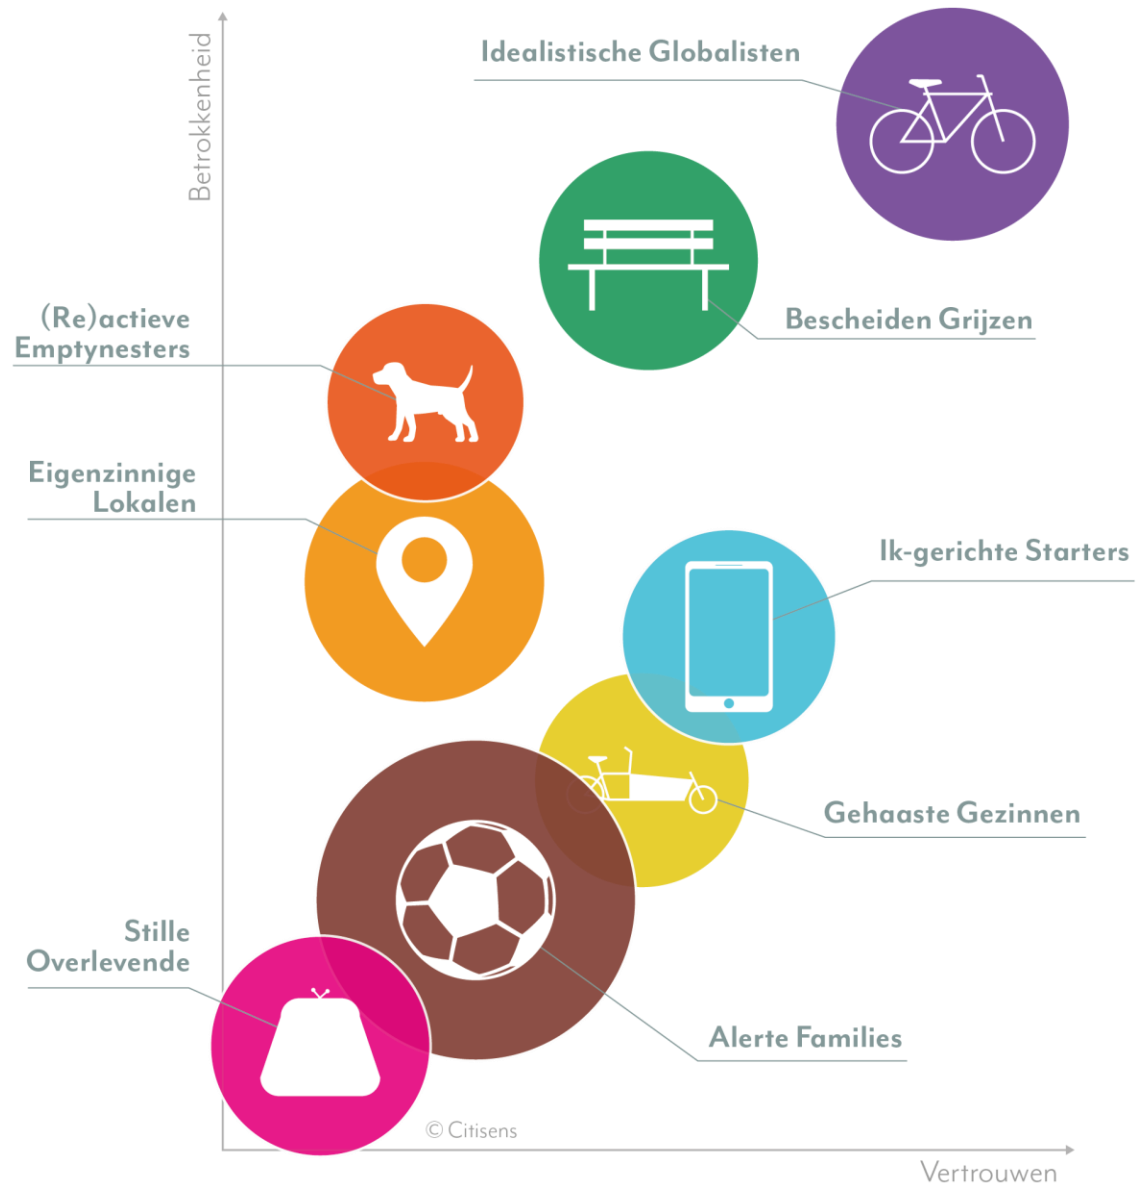 Betrokkenheid
Idealistische Globalisten
Bescheiden Grijzen
(Re)actieve
Emptynesters
Eigenzinnige
Lokalen
Ik-gerichte Starters
Gehaaste Gezinnen
Stille
Overlevende
Alerte Families
© Citisens
Vertrouwen